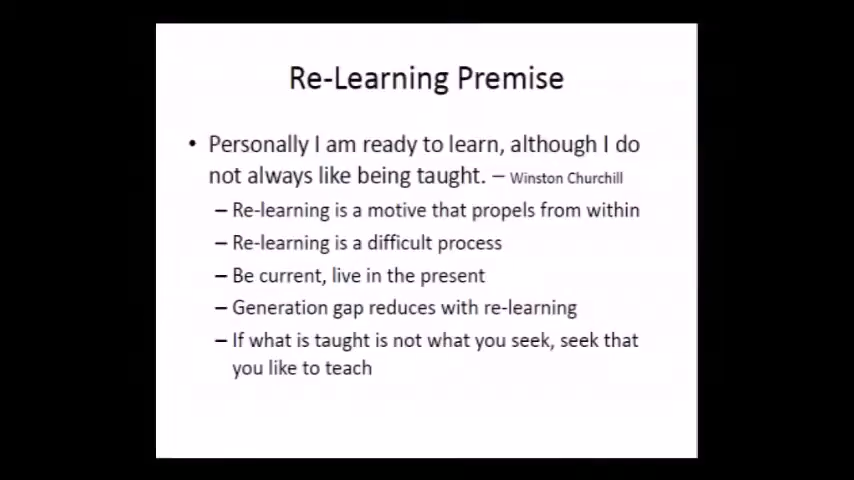 Re-Learning Premise
• Personally I am ready to learn, although I do
not always like being taught. – Winston Churchill
– Re-learning is a motive that propels from within
– Re-learning is a difficult process
– Be current, live in the present
– Generation gap reduces with re-learning
– If what is taught is not what you seek, seek that
you like to teach